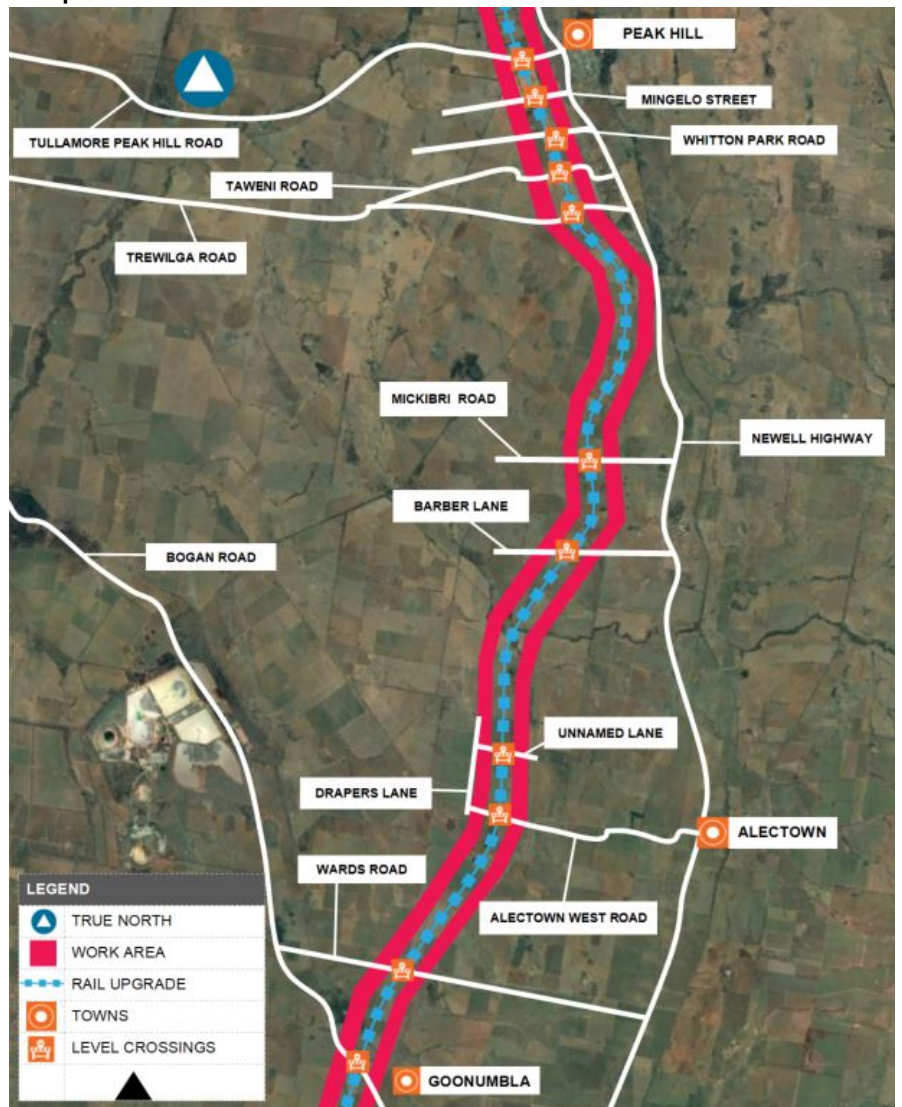 PEAK HILL
MINGELO STREET
TULLAMORE PEAK HILL ROAD
WHITTON PARK ROAD
TAWENI ROAD
TREWILGA ROAD
MICKIBRI ROAD
NEWELL HIGHWAY
BARBER LANE
BOGAN ROAD
UNNAMED LANE
DRAPERS LANE
ALECTOWN
WARDS ROAD
ALECTOWN WEST ROAD
LEGEND
TRUE NORTH
WORK AREA
RAIL UPGRADE
TOWNS
LEVEL CROSSINGS
GOONUMBLA